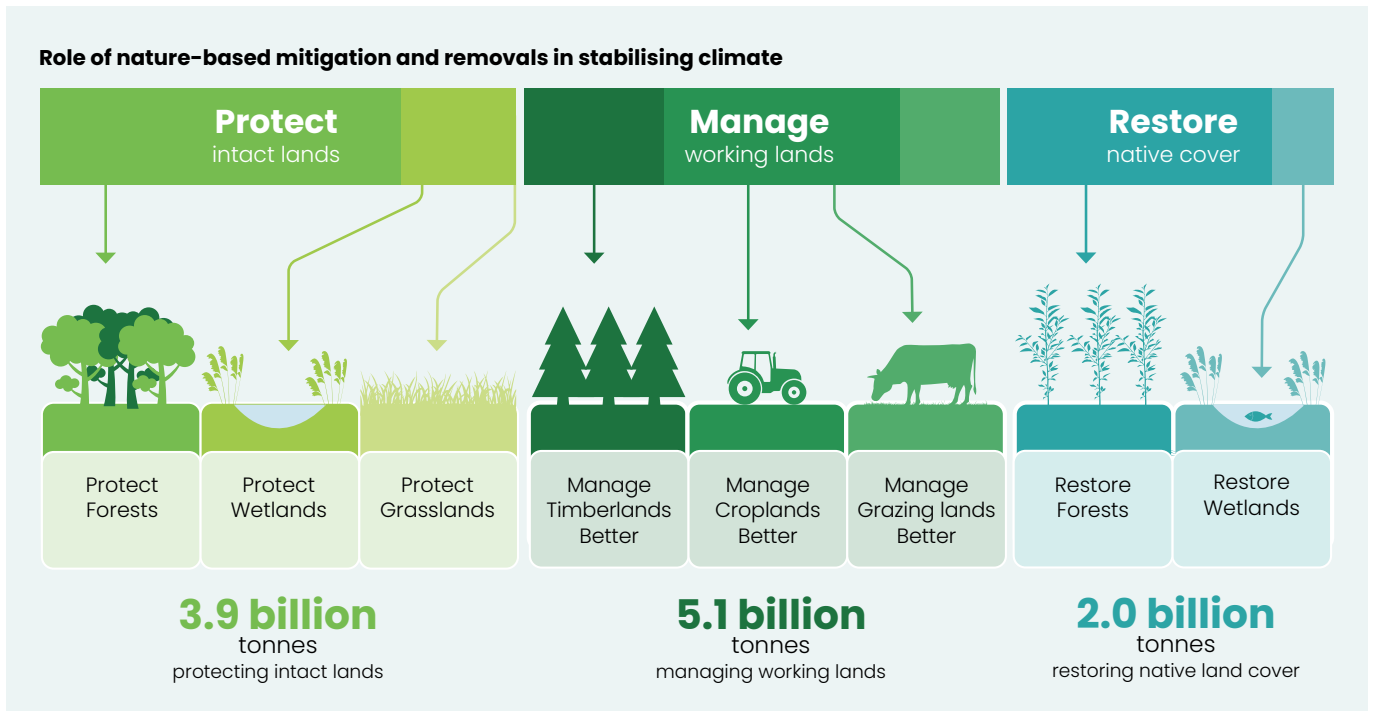 Role of nature-based mitigation and removals in stabilising climate
Protect
intact lands
Manage
working lands
Restore
native cover
Protect
Forests
Protect
Wetlands
Protect
Grasslands
Manage
Timberlands
Better
Manage
Croplands
Better
Manage
Grazing lands
Better
Restore
Forests
Restore
Wetlands
3.9 billion
tonnes
protecting intact lands
5.1 billion
tonnes
managing working lands
2.0 billion
tonnes
restoring native land cover